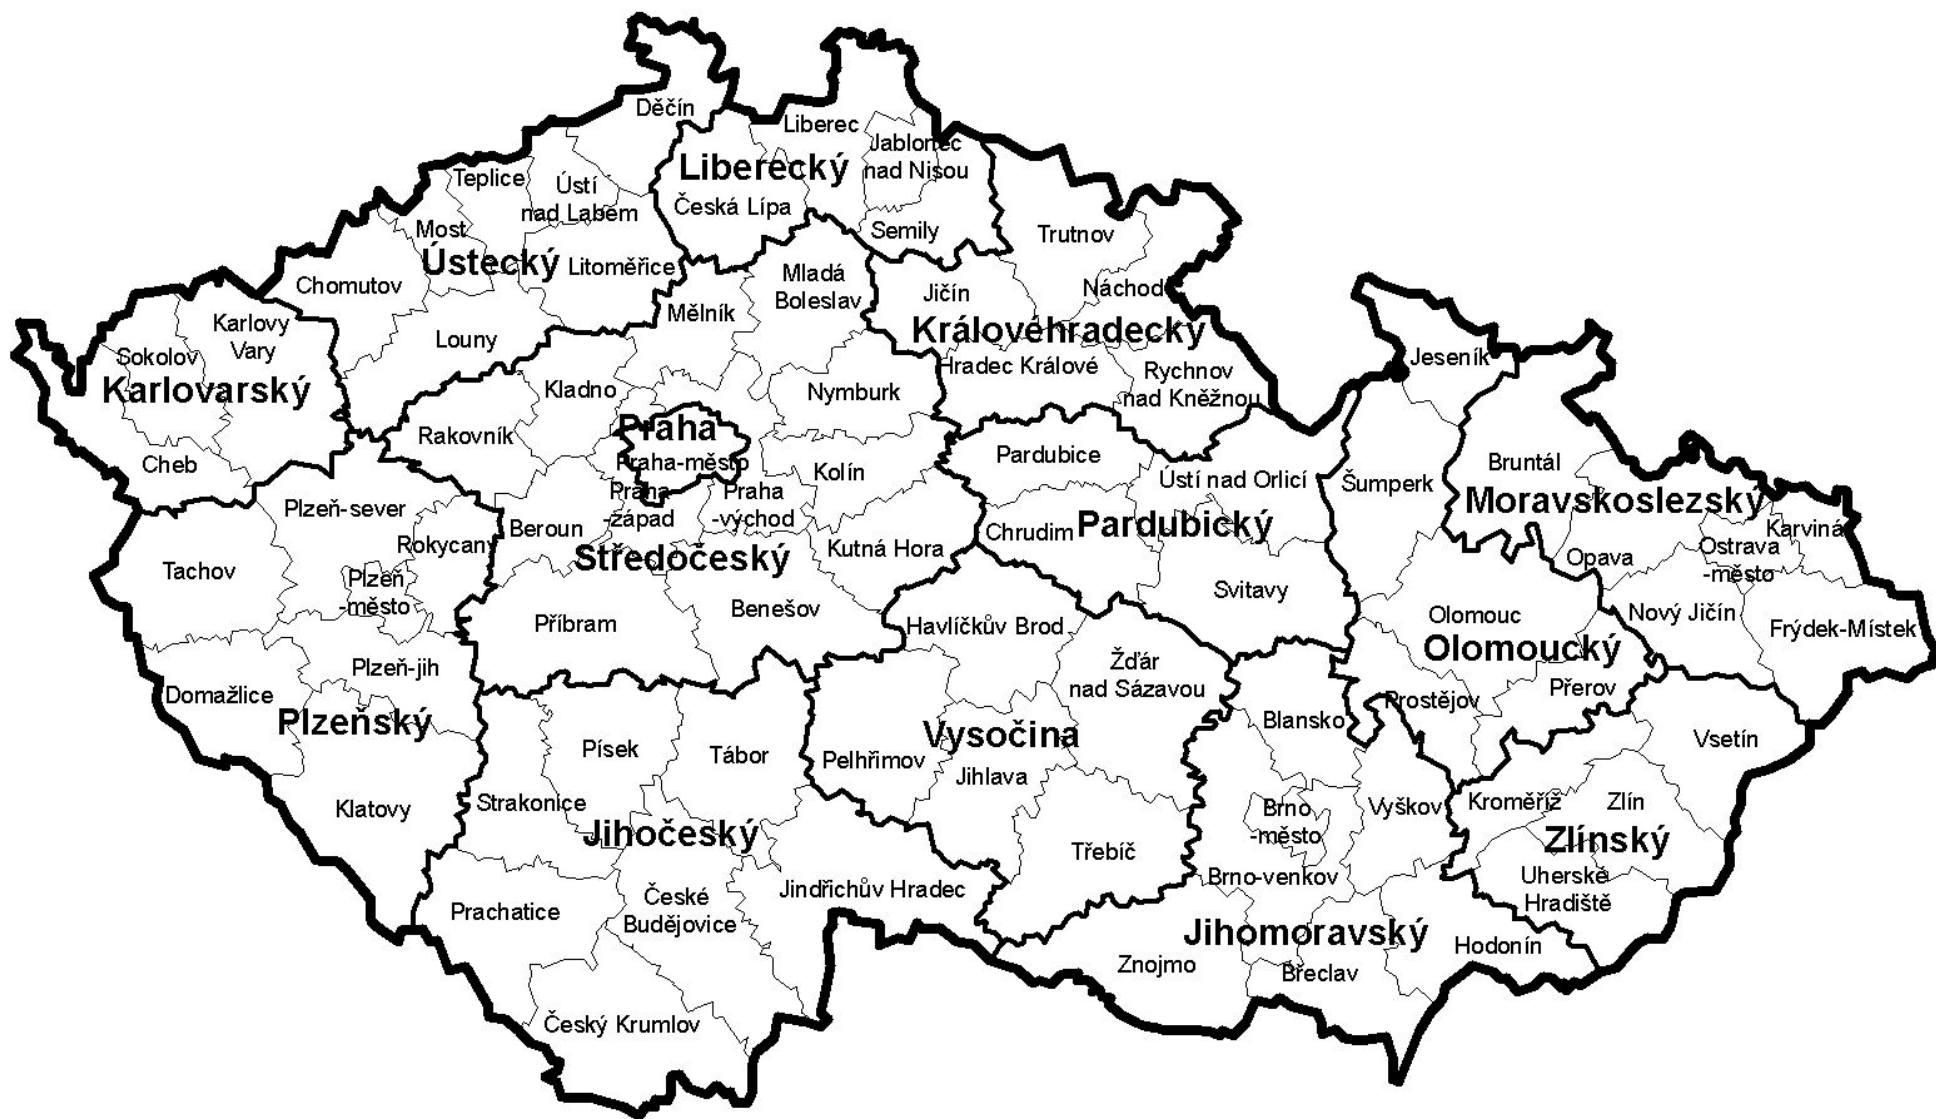 Děčín
Liberec
Jablonec
nad Nisou
Liberecký
Teplice
Ústí
nad Labem
Česká Lípa
Semily
Most
Trutnov
Ústecký
Litoměřice
Chomutov
Mladá
Boleslav
Jičín
Náchod
Mělník
Karlovy
Vary
Královéhradecký
Louny
Sokolov
Jeseník
Hradec Králové
Rychnov
nad Kněžnou
Karlovarský
Kladno
Nymburk
Praha
Rakovník
Praha-město
Cheb
Kolín
Pardubice
Bruntál
Ústí nad Orlicí
Šumperk
Praha
-západ
Praha
-východ
Moravskoslezský
Plzeň-sever
Beroun
Chrudim
Pardubický
Karviná
Rokycany
Kutná Hora
Ostrava
-město
Středočeský
Opava
Tachov
Plzeň
-město
Svitavy
Benešov
Příbram
Havlíčkův Brod
Olomouc
Nový Jičín
Frýdek-Místek
Olomoucký
Plzeň-jih
Žďár
nad Sázavou
Domažlice
Přerov
Prostějov
Plzeňský
Blansko
Vysočina
Vsetín
Písek
Tábor
Pelhřimov
Jihlava
Strakonice
Klatovy
Brno
-město
Vyškov
Kroměříž
Zlín
Jihočeský
Zlínský
Třebíč
Brno-venkov
Uherské
Hradiště
Jindřichův Hradec
České
Budějovice
Prachatice
Jihomoravský
Hodonín
Znojmo
Břeclav
Český Krumlov